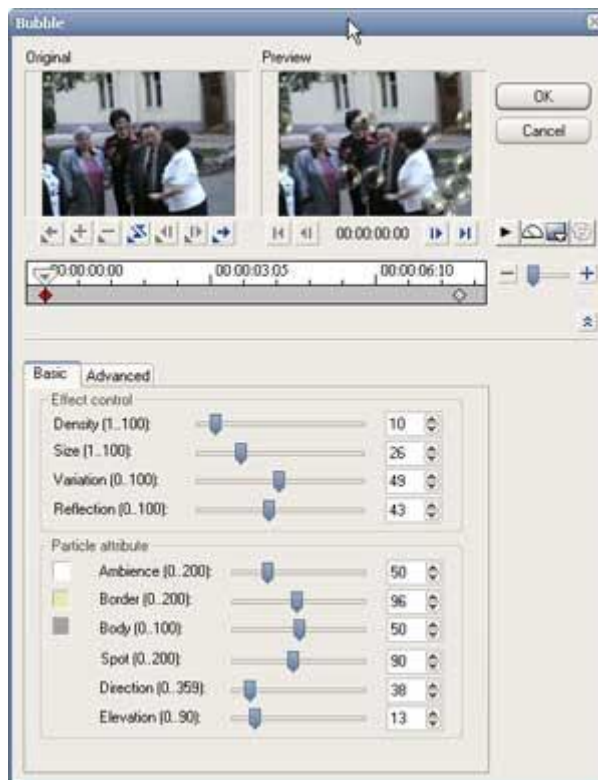 Bubble
Original
Preview
OK
Cancel
00:00:00:00
00:00:00:00
00:00:03:05
00:00:06:10
Basic
Advanced
Effect control
Density (1..100):
10
Size (1..100):
26
Variation (0..100):
49
Reflection (0..100):
43
Particle attribute
Ambience (0..200):
50
Border (0..200):
96
Body (0..100):
50
Spot (0..200):
90
Direction (0..359):
38
Elevation (0..90):
13